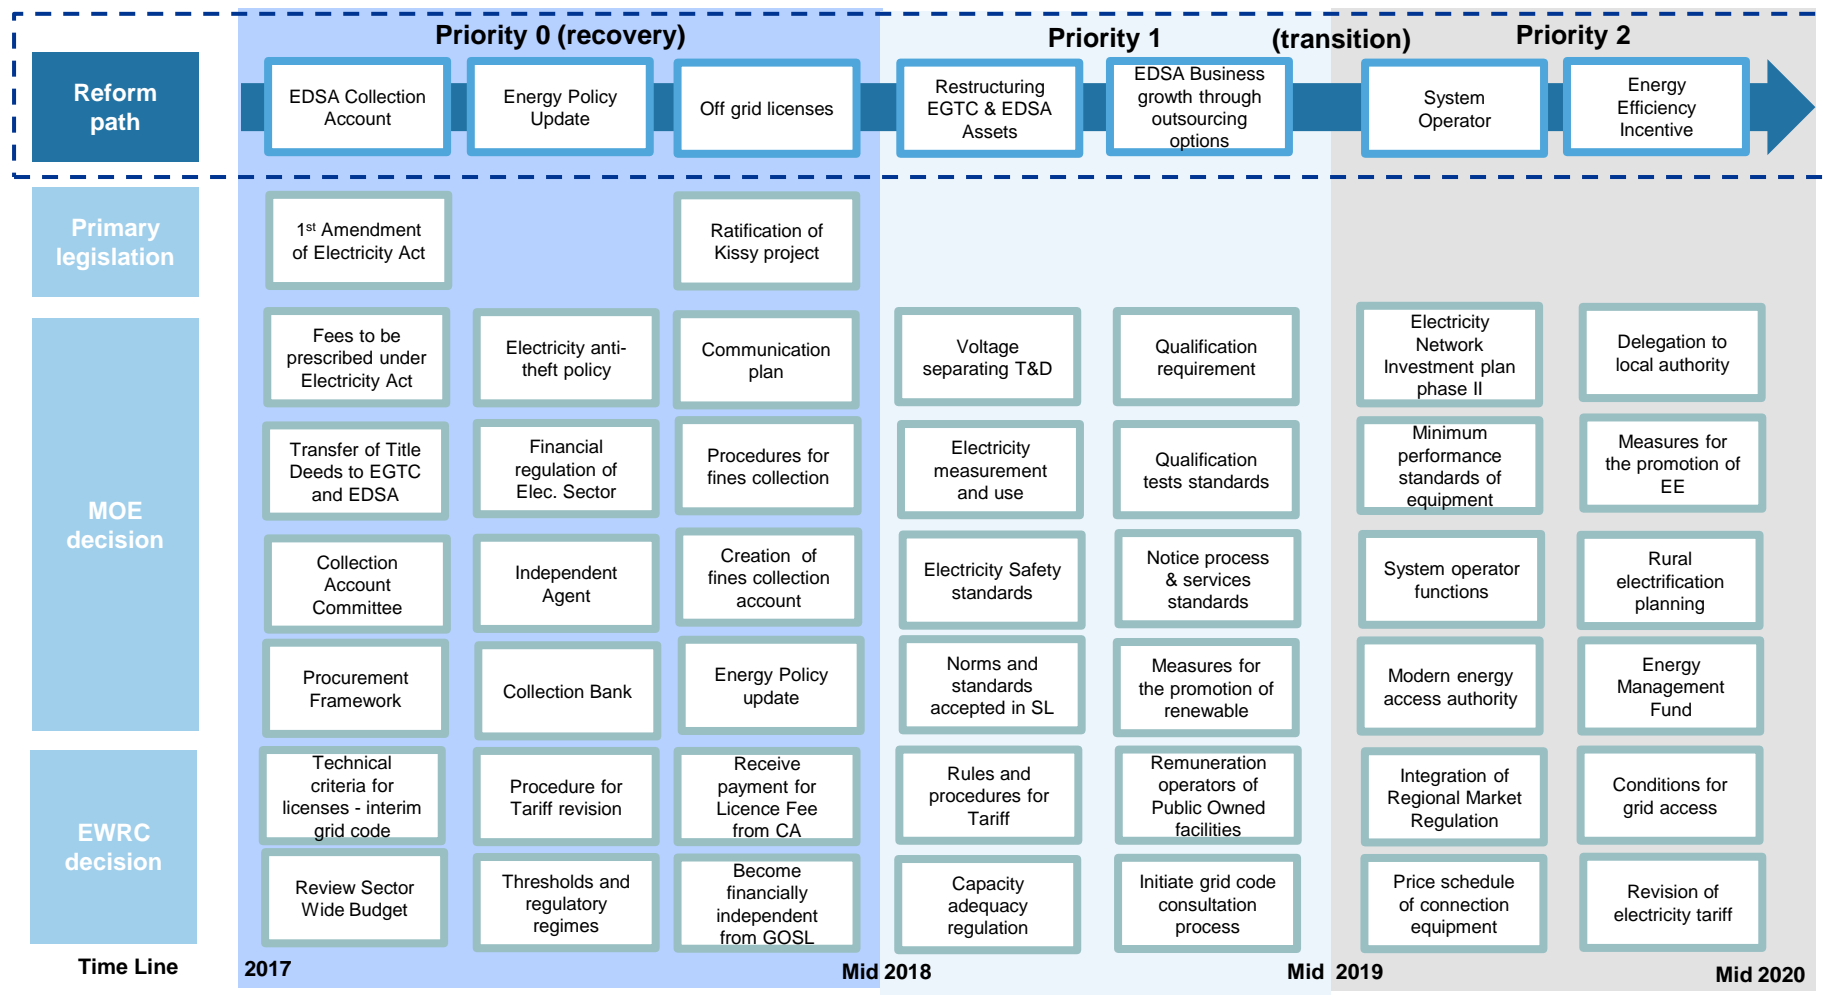 Priority 0 (recovery)
Priority 1
(transition)
Priority 2
Reform
path
EDSA Collection
Account
Energy Policy
Update
Off grid licenses
Restructuring
EGTC & EDSA
Assets
EDSA Business
growth through
outsourcing
options
System
Operator
Energy
Efficiency
Incentive
Primary
legislation
1st Amendment
of Electricity Act
Ratification of
Kissy project
MOE
decision
Fees to be
prescribed under
Electricity Act
Electricity anti-
theft policy
Communication
plan
Voltage
separating T&D
Qualification
requirement
Electricity
Network
Investment plan
phase II
Delegation to
local authority
Transfer of Title
Deeds to EGTC
and EDSA
Financial
regulation of
Elec. Sector
Procedures for
fines collection
Electricity
measurement
and use
Qualification
tests standards
Minimum
performance
standards of
equipment
Measures for
the promotion of
EE
Collection
Account
Committee
Independent
Agent
Creation of
fines collection
account
Electricity Safety
standards
Notice process
& services
standards
System operator
functions
Rural
electrification
planning
Procurement
Framework
Collection Bank
Energy Policy
update
Norms and
standards
accepted in SL
Measures for
the promotion of
renewable
Modern energy
access authority
Energy
Management
Fund
EWRC
decision
Technical
criteria for
licenses - interim
grid code
Procedure for
Tariff revision
Receive
payment for
Licence Fee
from CA
Rules and
procedures for
Tariff
Remuneration
operators of
Public Owned
facilities
Integration of
Regional Market
Regulation
Conditions for
grid access
Review Sector
Wide Budget
Thresholds and
regulatory
regimes
Become
financially
independent
from GOSL
Capacity
adequacy
regulation
Initiate grid code
consultation
process
Price schedule
of connection
equipment
Revision of
electricity tariff
Time Line
2017
Mid 2018
Mid 2019
Mid 2020